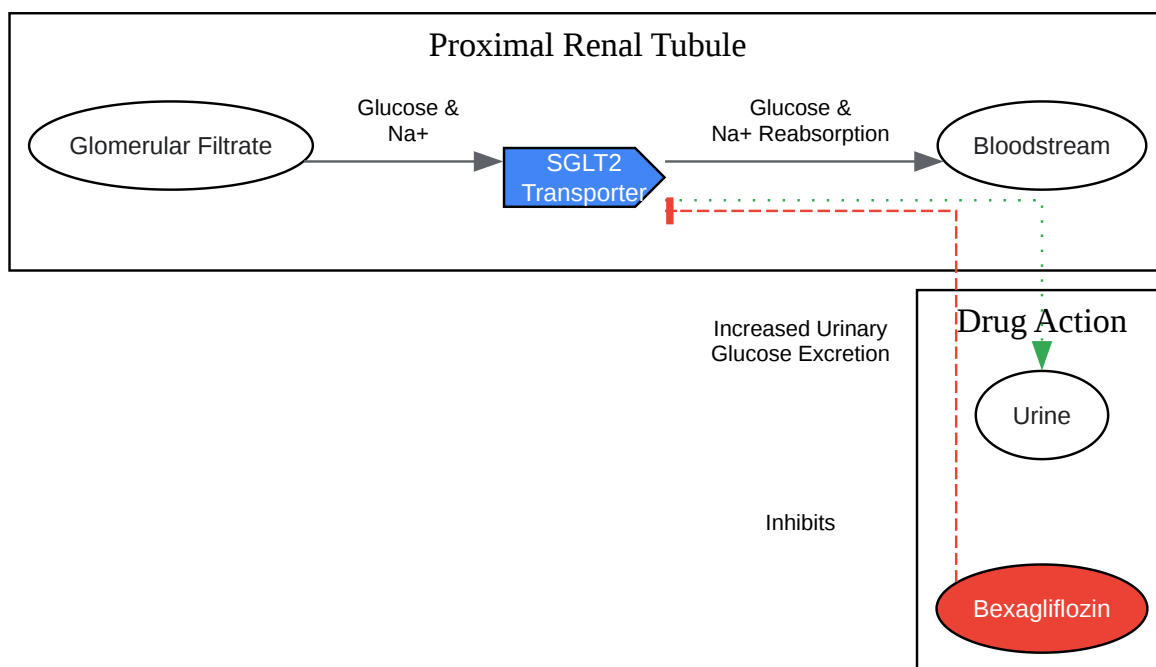 Proximal Renal Tubule
Glucose &
Na+
Glucose &
Na+ Reabsorption
Glomerular Filtrate
SGLT2
Transporter
Bloodstream
Drug Action
Increased Urinary
Glucose Excretion
Urine
Inhibits
Bexagliflozin